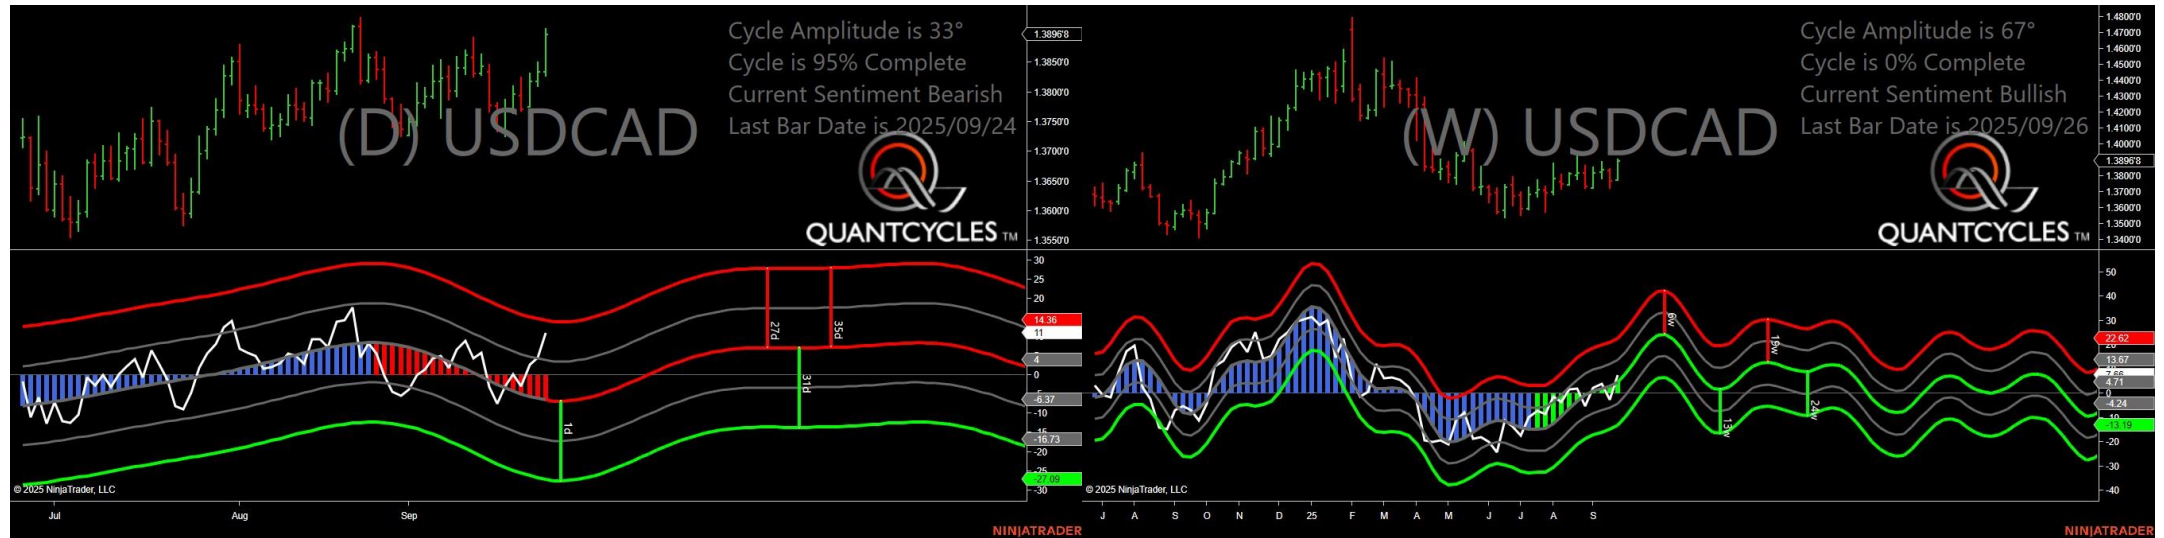 Cycle Amplitude is 33°
Cycle is 95% Complete
Current Sentiment Bearish
Last Bar Date is 2025/09/24
(D) USDCAD
QUANTCYCLES TM
1.3896'8
1.3850'0
1.3800'0
1.3750'0
1.3700'0
1.3650'0
1.3600'0
1.3550'0
30
25
20
14.36
11
4
0
-5
-6.37
-10
-15
-16.73
-20
-25
-27.09
-30
1d
27d
31d
35d
© 2025 NinjaTrader, LLC
Jul Aug Sep
NINJATRADER
Cycle Amplitude is 67°
Cycle is 0% Complete
Current Sentiment Bullish
Last Bar Date is 2025/09/26
(W) USDCAD
QUANTCYCLES TM
1.4800'0
1.4700'0
1.4600'0
1.4500'0
1.4400'0
1.4300'0
1.4200'0
1.4100'0
1.4000'0
1.3896'8
1.3800'0
1.3700'0
1.3600'0
1.3500'0
1.3400'0
50
40
30
22.62
20
13.67
7.66
4.71
0
-4.24
-10
-13.19
-20
-30
-40
6w
13w
19w
24w
© 2025 NinjaTrader, LLC
J A S O N D 25 F M A M J J A S
NINJATRADER